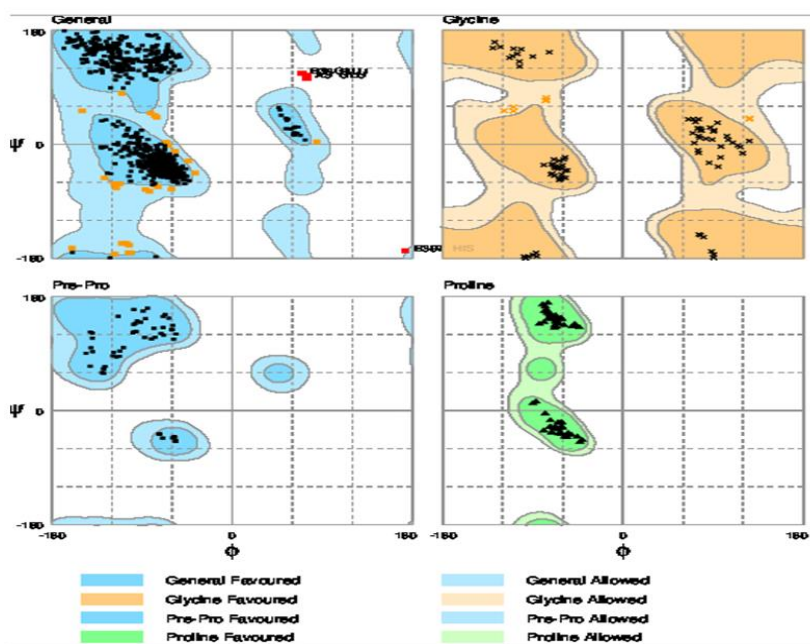 General
Glycine
180
Ψ
0
-180
HIS
Pre-Pro
Proline
180
Ψ
0
-180
-180
0
180
-180
0
180
Φ
Φ
General Favoured
General Allowed
Glycine Favoured
Glycine Allowed
Pre-Pro Favoured
Pre-Pro Allowed
Proline Favoured
Proline Allowed